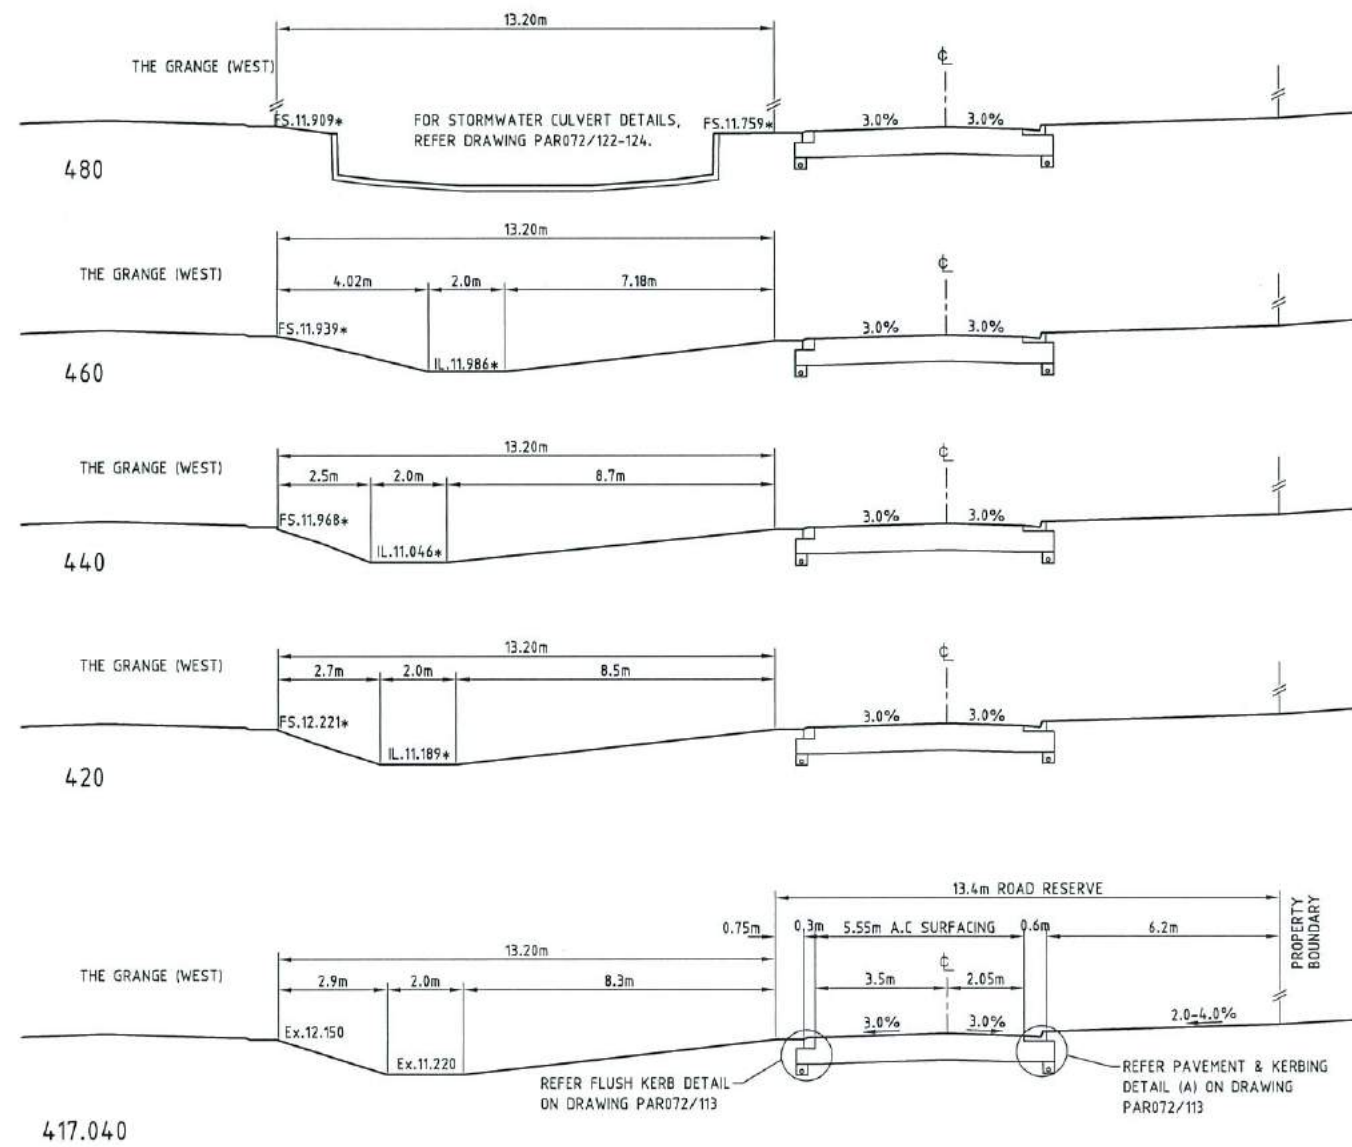 13.20m
THE GRANGE (WEST)
℄
FS.11.909*
FOR STORMWATER CULVERT DETAILS,
REFER DRAWING PAR072/122-124.
FS.11.759*
3.0% 3.0%
480
13.20m
THE GRANGE (WEST)
4.02m 2.0m 7.18m
℄
FS.11.939*
3.0% 3.0%
IL.11.986*
460
13.20m
THE GRANGE (WEST)
2.5m 2.0m 8.7m
℄
FS.11.968*
3.0% 3.0%
IL.11.046*
440
13.20m
THE GRANGE (WEST)
2.7m 2.0m 8.5m
℄
FS.12.221*
3.0% 3.0%
IL.11.189*
420
13.4m ROAD RESERVE
PROPERTY
BOUNDARY
0.75m 0.3m 5.55m A.C SURFACING 0.6m 6.2m
13.20m
THE GRANGE (WEST)
2.9m 2.0m 8.3m
℄
3.5m 2.05m
Ex.12.150
3.0% 3.0%
2.0-4.0%
Ex.11.220
REFER FLUSH KERB DETAIL
ON DRAWING PAR072/113
REFER PAVEMENT & KERBING
DETAIL (A) ON DRAWING
PAR072/113
417.040